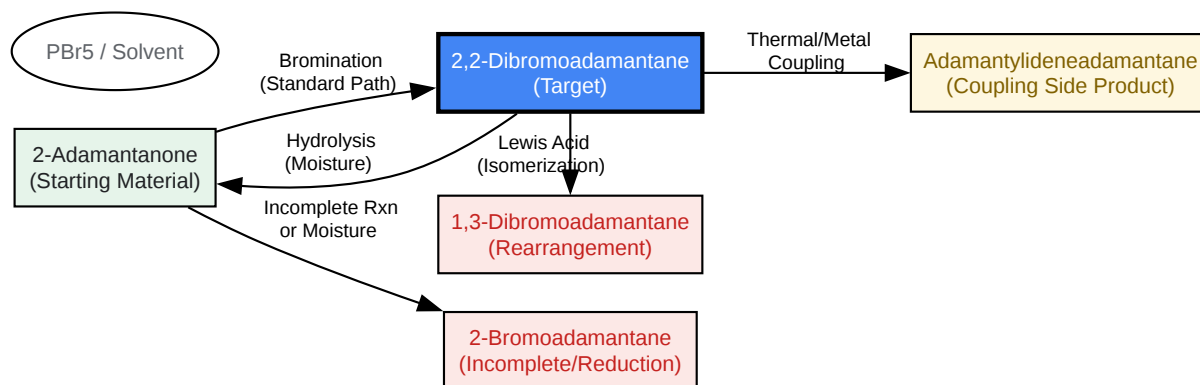 PBr5 / Solvent
Bromination
(Standard Path)
2,2-Dibromoadamantane
(Target)
Thermal/Metal
Coupling
Adamantylideneadamantane
(Coupling Side Product)
2-Adamantanone
(Starting Material)
Hydrolysis
(Moisture)
Lewis Acid
(Isomerization)
Incomplete Rxn
or Moisture
1,3-Dibromoadamantane
(Rearrangement)
2-Bromoadamantane
(Incomplete/Reduction)